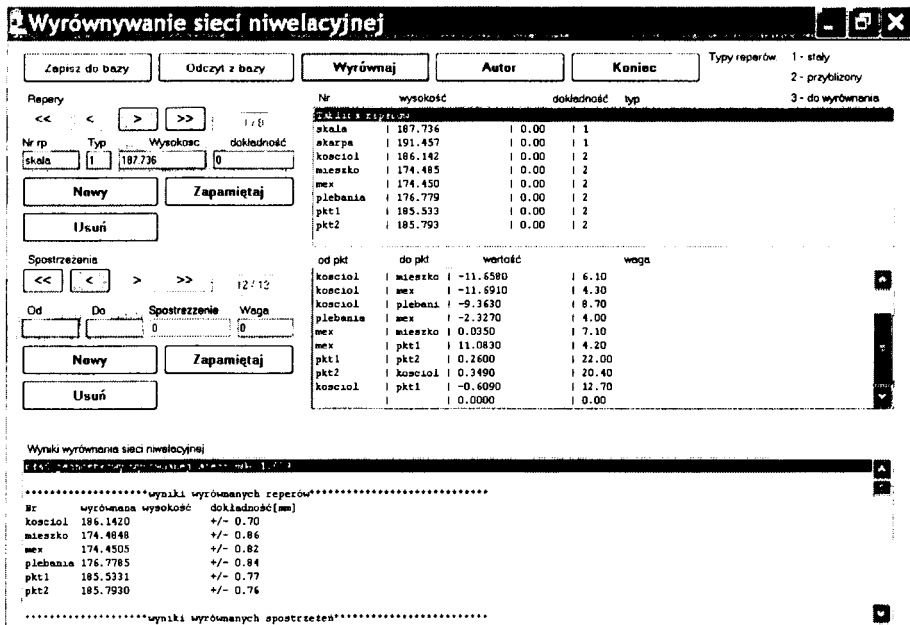 Wyrównywanie sieci niwelacyjnej
Zapisz do bazy Odczyt z bazy Wyrównaj Autor Koniec Typy reperów 1 - stały
2 - przyblizony
3 - do wyrównania
Repery
<< < > >> 1 / 8
Nr rp Typ Wysokosc dokładność
skala 1 187.736 0
Nowy Zapamiętaj
Usuń
Nr wysokość dokładność typ
skala | 187.736 | 0.00 | 1
skarpa | 191.457 | 0.00 | 1
kosciol | 186.142 | 0.00 | 2
mieszko | 174.485 | 0.00 | 2
mex | 174.450 | 0.00 | 2
plebania | 176.779 | 0.00 | 2
pkt1 | 185.533 | 0.00 | 2
pkt2 | 185.793 | 0.00 | 2
Spostrzeżenia
<< < > >>
Od Do Spostrzzenie Waga
0 0
Nowy Zapamiętaj
Usuń
od pkt do pkt wertość waga
kosciol | mieszko | -11.6580 | 6.10
kosciol | mex | -11.6910 | 4.30
kosciol | plebani | -9.3630 | 8.70
plebania | mex | -2.3270 | 4.00
mex | mieszko | 0.0350 | 7.10
mex | pkt1 | 11.0830 | 4.20
pkt1 | pkt2 | 0.2600 | 22.00
pkt2 | kosciol | 0.3490 | 20.40
kosciol | pkt1 | -0.6090 | 12.70
| | 0.0000 | 0.00
Wyniki wyrównania sieci niwelacyjnej
********************wyniki wyrównanych reperów*****************************
Nr wyrównana wysokość dokładność[mm]
kosciol 186.1420 +/- 0.70
mieszko 174.4848 +/- 0.86
mex 174.4505 +/- 0.82
plebania 176.7785 +/- 0.84
pkt1 185.5331 +/- 0.77
pkt2 185.7930 +/- 0.76
********************wyniki wyrównanych spostrzeżeń*************************